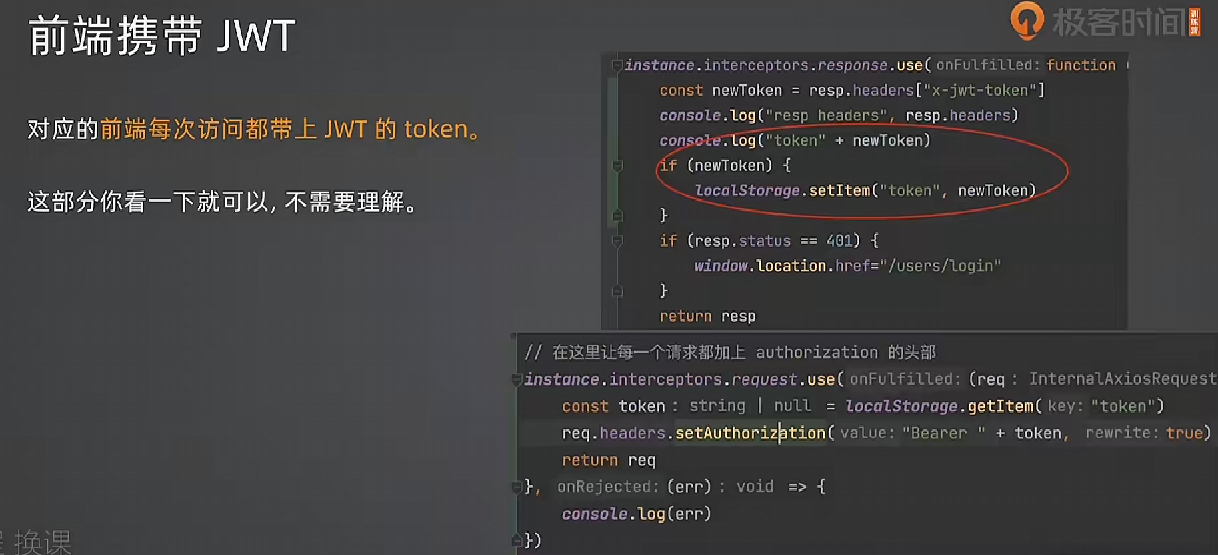 前端携带 JWT
极客时间
训练营
对应的前端每次访问都带上 JWT 的 token。
这部分你看一下就可以, 不需要理解。
instance.interceptors.response.use( onFulfilled: function (
const newToken = resp.headers["x-jwt-token"]
console.log("resp headers", resp.headers)
console.log("token" + newToken)
if (newToken) {
localStorage.setItem("token", newToken)
}
if (resp.status == 401) {
window.location.href="/users/login"
}
return resp
// 在这里让每一个请求都加上 authorization 的头部
instance.interceptors.request.use( onFulfilled: (req : InternalAxiosRequest
const token : string | null = localStorage.getItem( key: "token")
req.headers.setAuthorization( value: "Bearer " + token, rewrite: true)
return req
}, onRejected: (err) : void => {
console.log(err)
})
换课